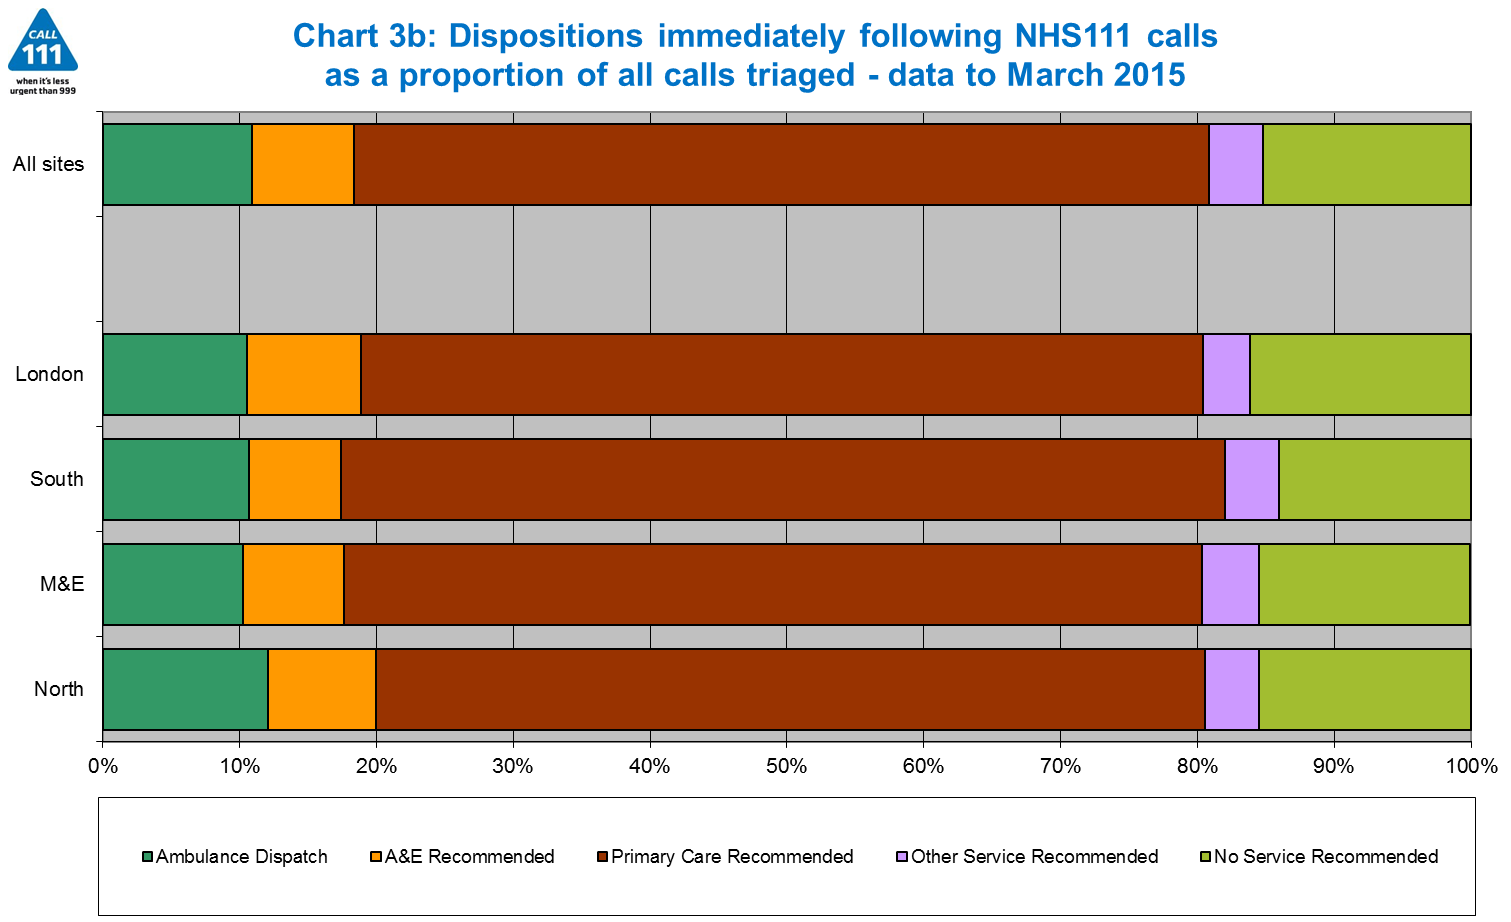 CALL
111
when it's less
urgent than 999
Chart 3b: Dispositions immediately following NHS111 calls
as a proportion of all calls triaged - data to March 2015
All sites
London
South
M&E
North
0% 10% 20% 30% 40% 50% 60% 70% 80% 90% 100%
Ambulance Dispatch A&E Recommended Primary Care Recommended Other Service Recommended No Service Recommended